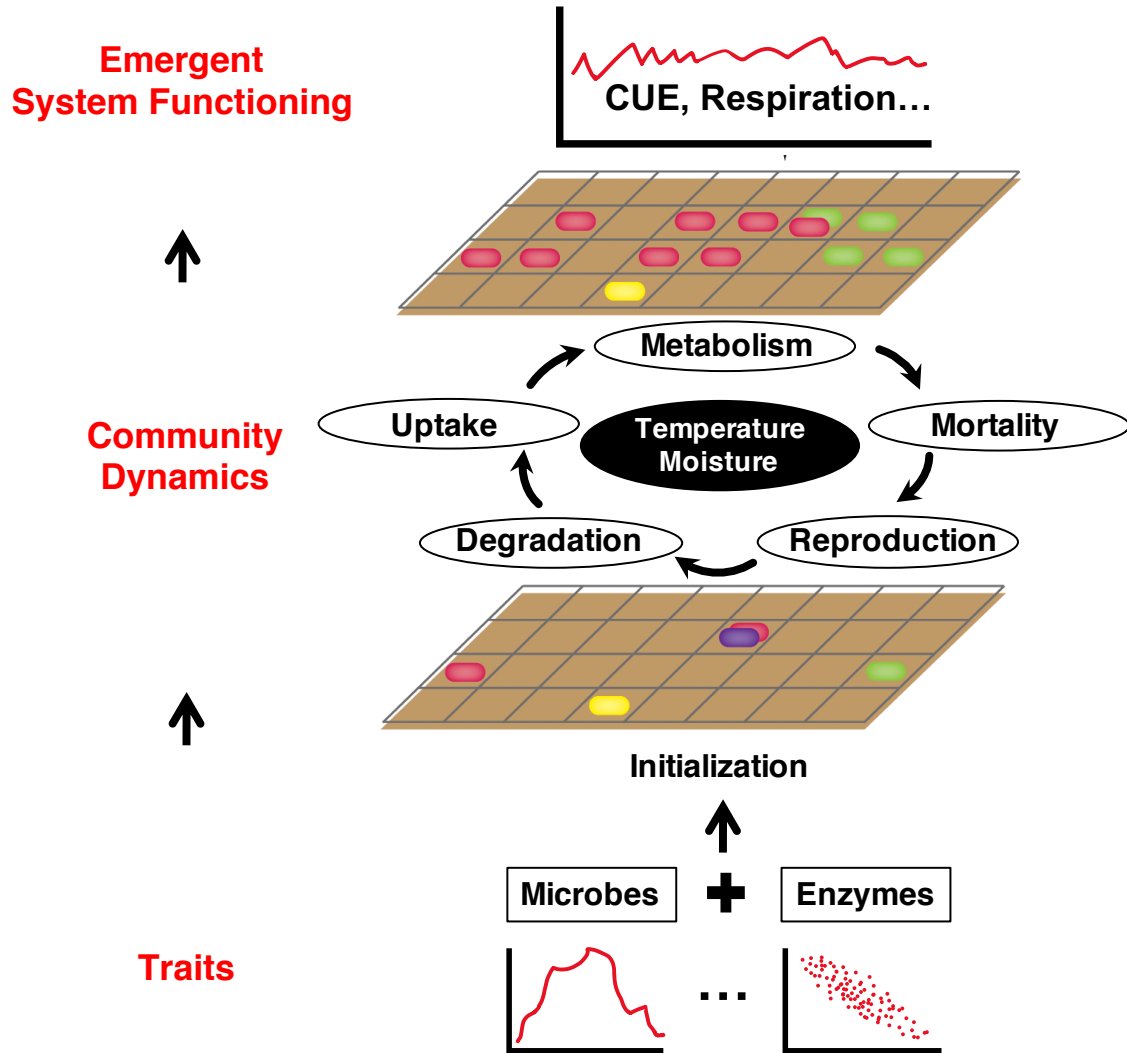 Emergent
System Functioning
CUE, Respiration…
Metabolism
Uptake
Temperature
Moisture
Mortality
Community
Dynamics
Degradation
Reproduction
Initialization
Microbes
+
Enzymes
Traits
...